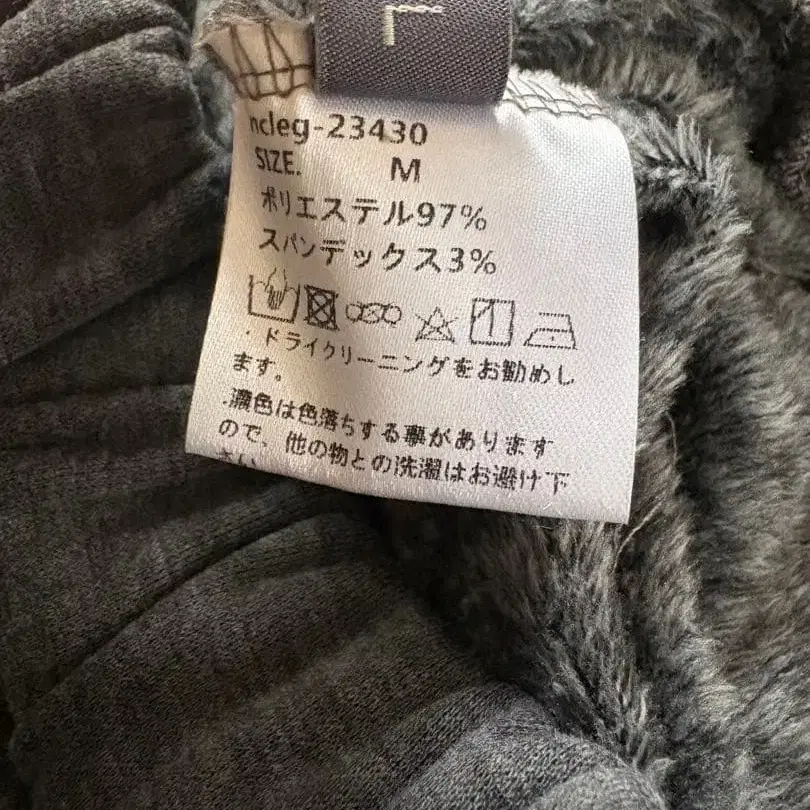 L
ncleg-23430
SIZE. M
ポリエステル97%
スパンデックス3%
・ドライクリーニングをお勧めし
ます。
.濃色は色落ちする事があります
ので、他の物との洗濯はお避け下
さい